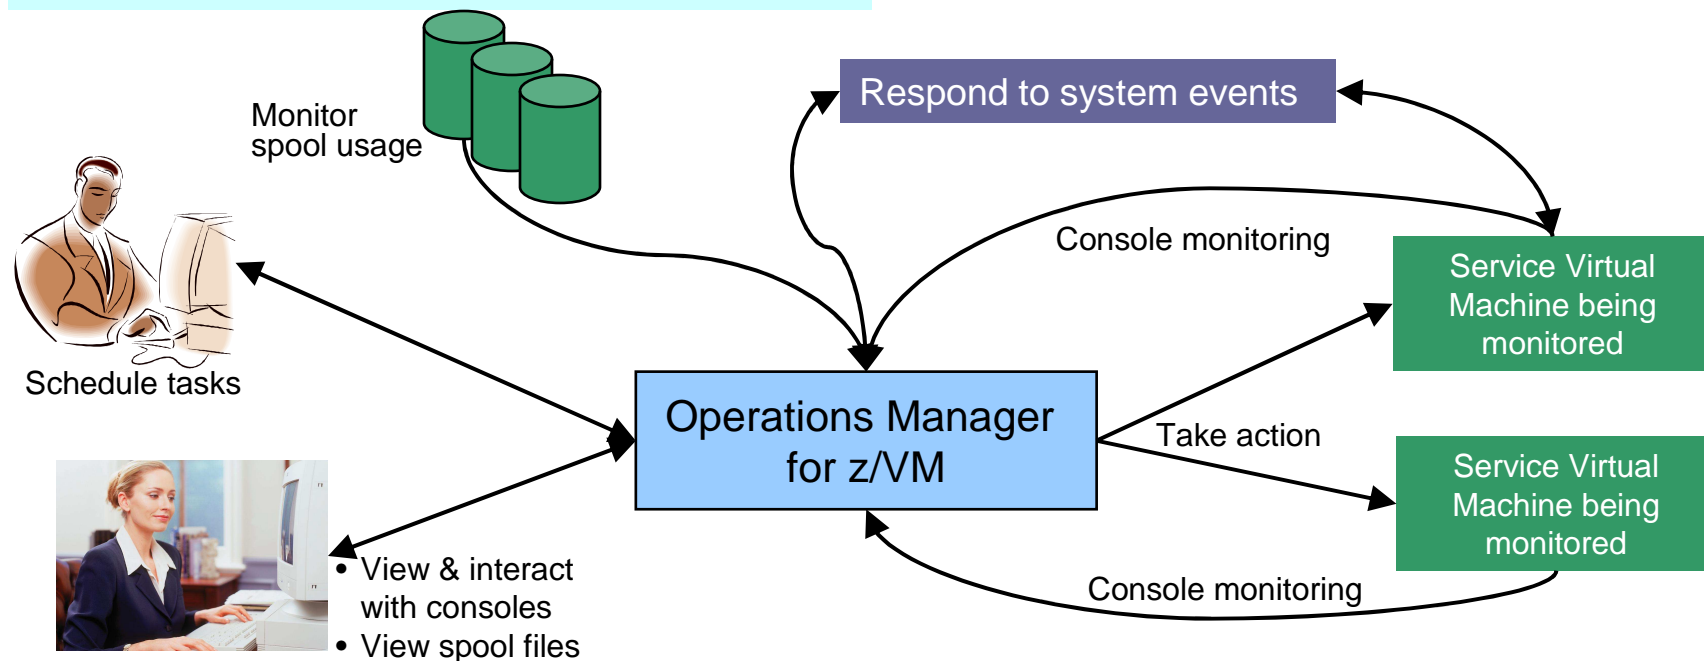 Monitor
spool usage
Respond to system events
Console monitoring
Service Virtual
Machine being
monitored
Schedule tasks
Operations Manager
for z/VM
Take action
Service Virtual
Machine being
monitored
• View & interact
with consoles
• View spool files
Console monitoring